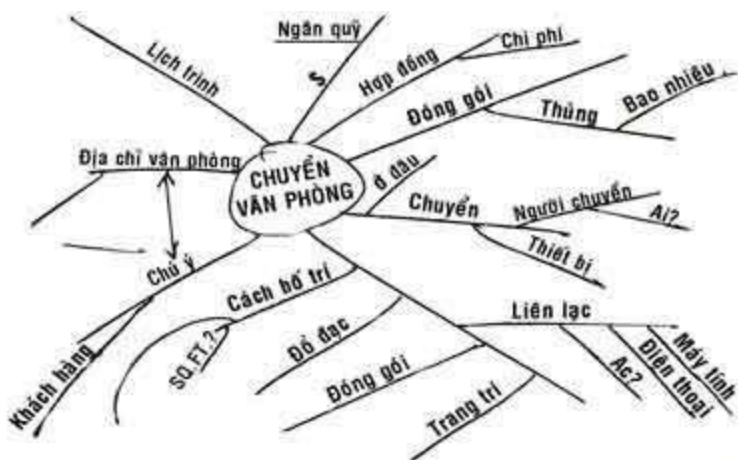 Ngân quỹ
Lịch trình
$
Hợp đồng
Chi phí
Đóng gói
Thùng
Bao nhiêu
Địa chỉ văn phòng
CHUYỂN
VĂN PHÒNG
Ở đâu
Chuyển
Người chuyển
Ai?
Thiết bị
Chú ý
Khách hàng
Cách bố trí
SQ. FT.?
Đồ đạc
Đóng gói
Trang trí
Liên lạc
Ac?
Điện thoại
Máy tính